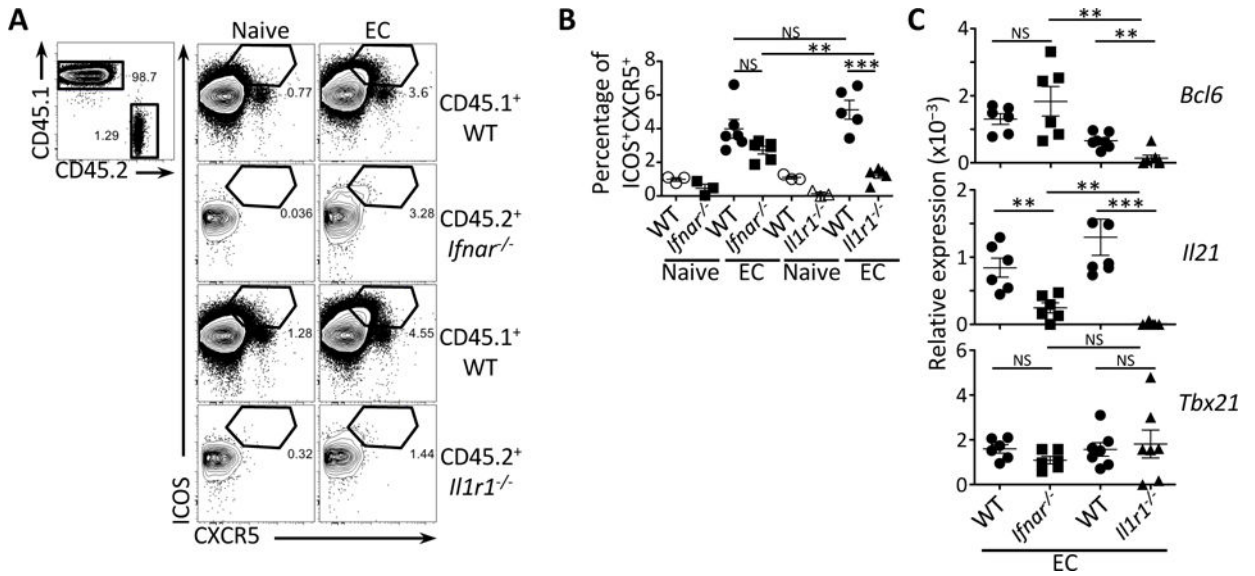 A
CD45.1
98.7
1.29
CD45.2
Naive
EC
0.77
3.6
CD45.1+
WT
0.036
3.28
CD45.2+
Ifnar-/-
1.28
4.55
CD45.1+
WT
0.32
1.44
CD45.2+
Il1r1-/-
ICOS
CXCR5
B
Percentage of
ICOS+CXCR5+
8
6
4
2
0
NS
NS
**
***
WT
Ifnar-/-
WT
Ifnar-/-
WT
Il1r1-/-
WT
Il1r1-/-
Naive
EC
Naive
EC
C
Relative expression (x10-3)
4
2
0
NS
**
**
Bcl6
2
1
0
**
**
***
Il21
6
4
2
0
NS
NS
NS
Tbx21
WT
Ifnar-/-
WT
Il1r1-/-
EC